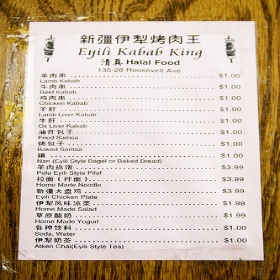 新疆伊犁烤肉王
Eyili Kabab King
清真 Halal Food
135-28 Roosevelt Ave.
羊肉串 $1.00
Lamb Kabab
牛肉串 $1.00
Beef Kabab
鸡肉串 $1.00
Chicken Kabab
羊肝 $1.00
Lamb Liver Kabab
牛肝 $1.00
Ox Liver Kabab
油炸包子 $1.00
Fried Samsa
烤包子 $1.00
Baked Samsa
馕 $1.00
Nan (Eyili Style Bagel or Baked Bread)
羊肉抓饭 $3.99
Polu Eyili Style Pilaf
拉面（拌面） $3.99
Home Made Noodle
新疆大盘鸡 $3.99
Eyili Chicken Plate
伊犁风味凉菜 $1.99
Home Made Salad
草原酸奶 $1.99
Home Made Yogurt
各种饮料 $1.00
Soda, Water
伊犁奶茶 $1.00
Atken Chai(Eyili Style Tea)